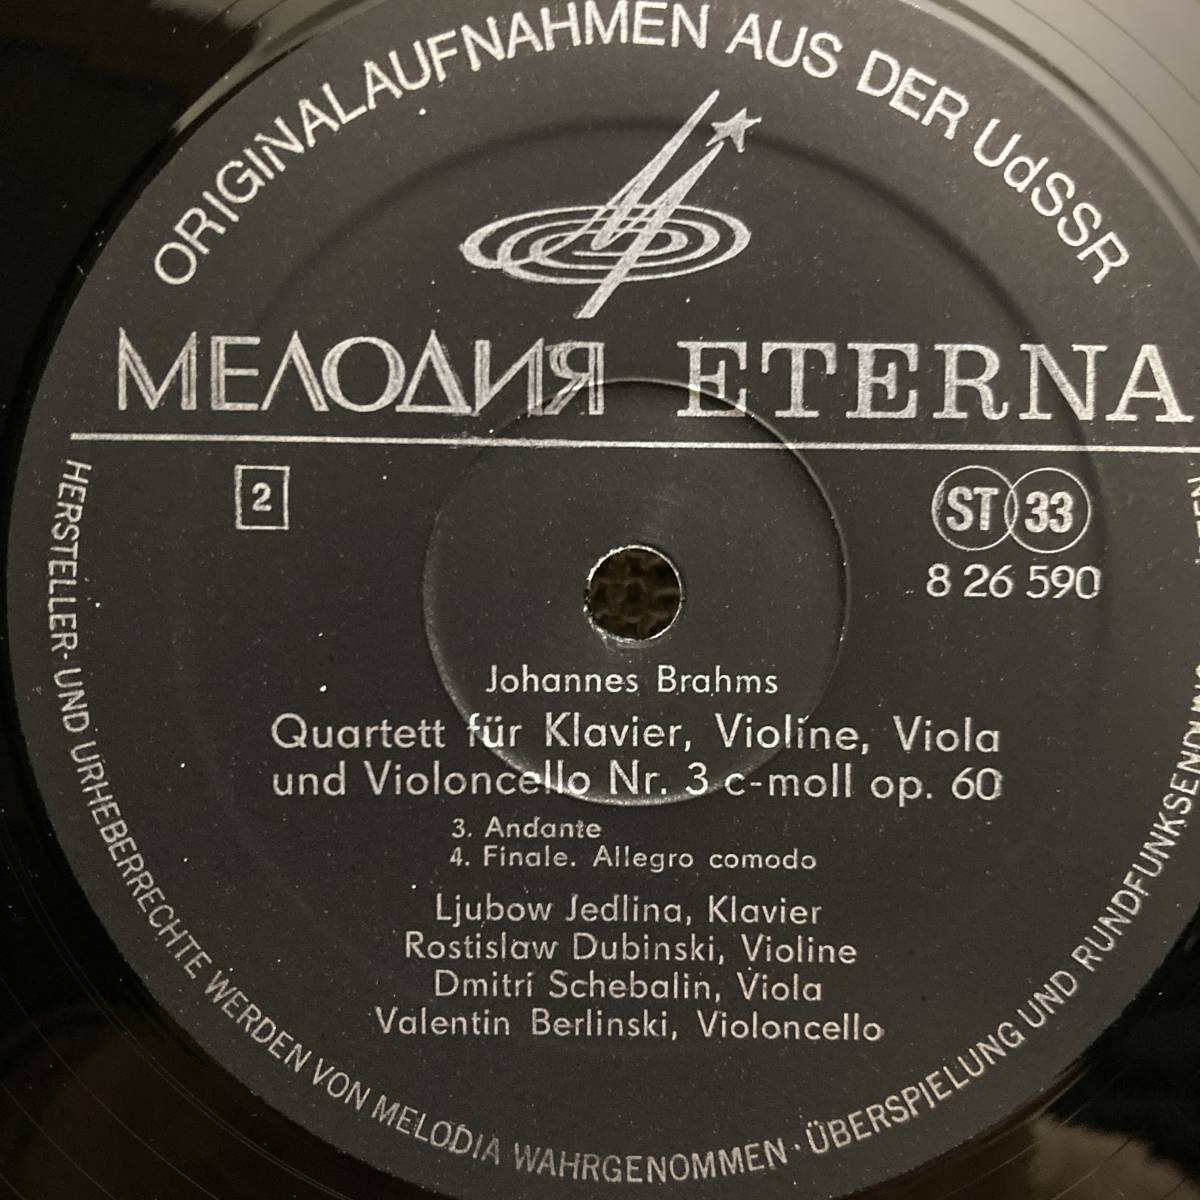 ORIGINALAUFNAHMEN AUS DER UdSSR
МЕЛОДИЯ ETERNA
2
ST 33
8 26 590
Johannes Brahms
Quartett für Klavier, Violine, Viola
und Violoncello Nr. 3 c-moll op. 60
3. Andante
4. Finale. Allegro comodo
Ljubow Jedlina, Klavier
Rostislaw Dubinski, Violine
Dmitri Schebalin, Viola
Valentin Berlinski, Violoncello
HERSTELLER- UND URHEBERRECHTE WERDEN VON MELODIA WAHRGENOMMEN · ÜBERSPIELUNG UND RUNDFUNKSENDUNG